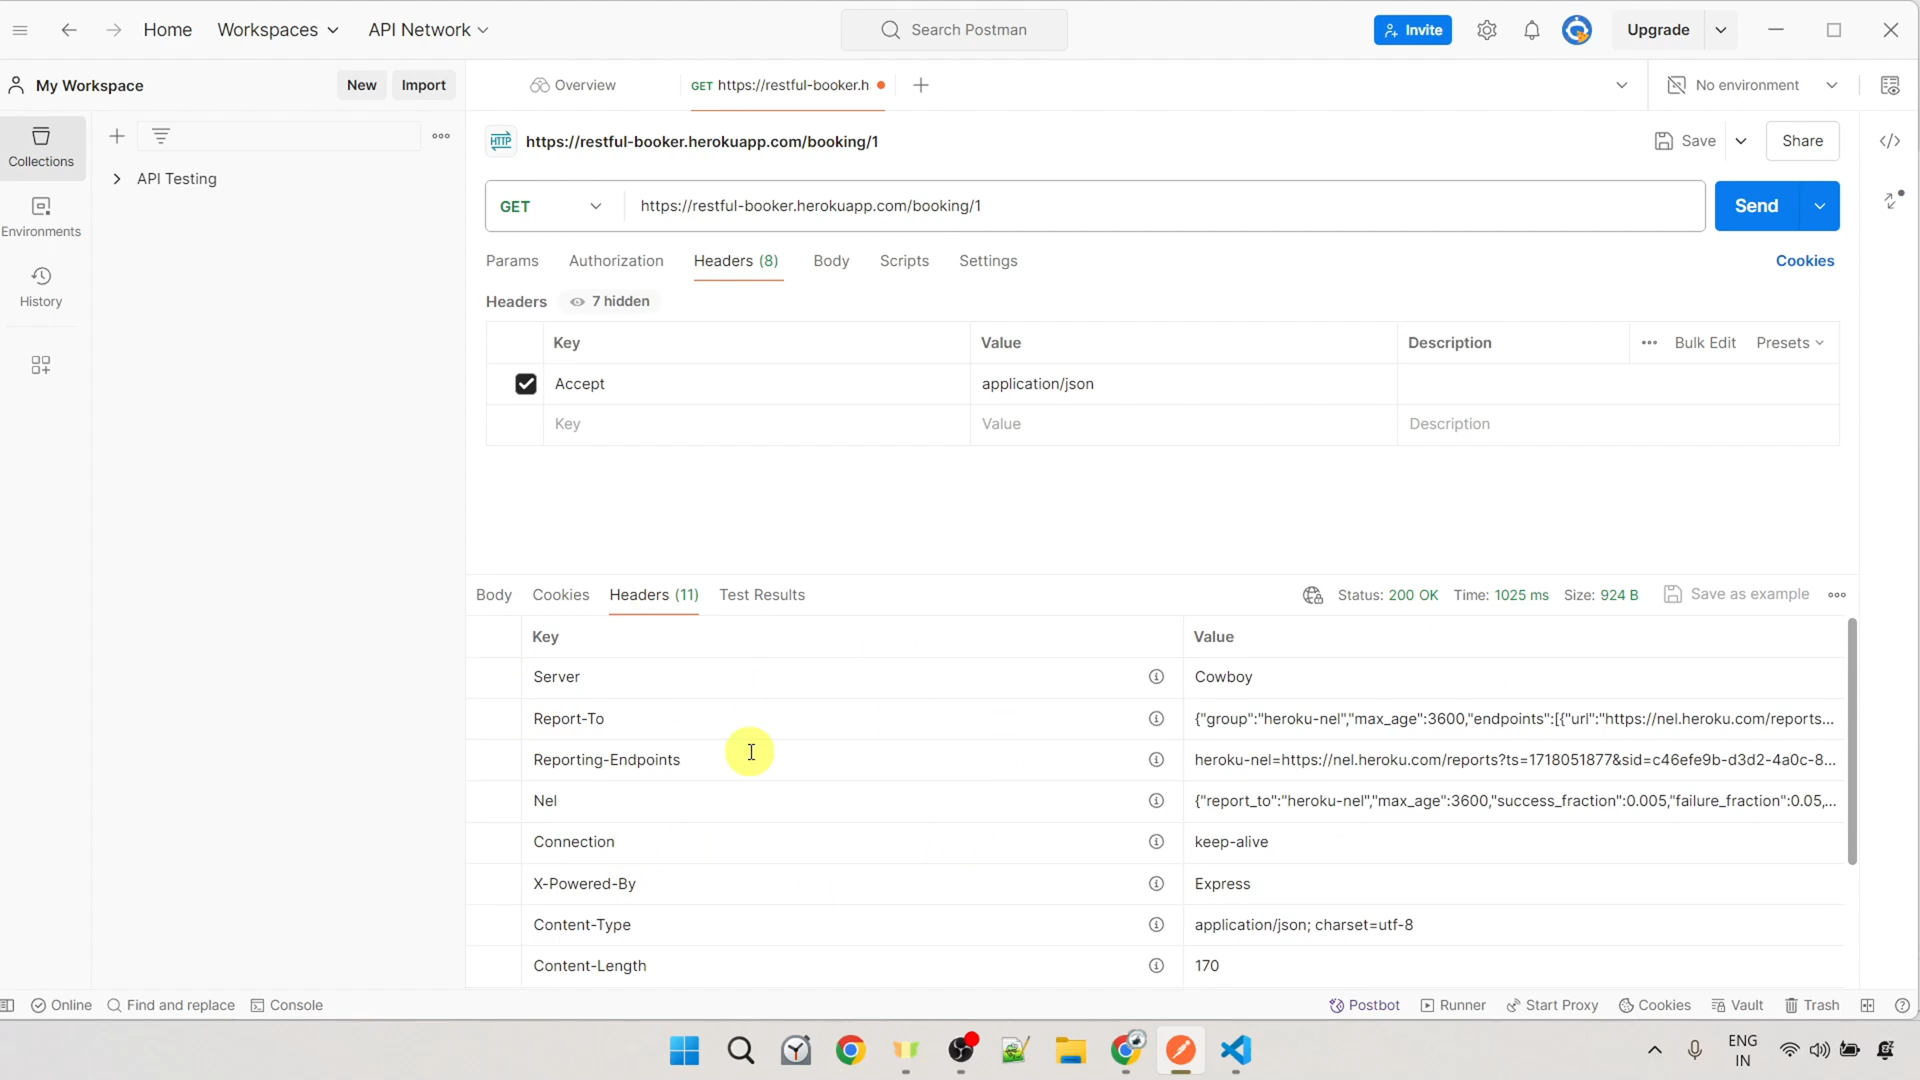 Home
Workspaces
API Network
Search Postman
Invite
Upgrade
My Workspace
New
Import
Overview
GET https://restful-booker.h
No environment
Collections
API Testing
Environments
History
HTTP
https://restful-booker.herokuapp.com/booking/1
Save
Share
GET
https://restful-booker.herokuapp.com/booking/1
Send
Params
Authorization
Headers (8)
Body
Scripts
Settings
Cookies
Headers
7 hidden
Key
Value
Description
Bulk Edit
Presets
Accept
application/json
Key
Value
Description
Body
Cookies
Headers (11)
Test Results
Status: 200 OK
Time: 1025 ms
Size: 924 B
Save as example
Key
Value
Server
Cowboy
Report-To
{"group":"heroku-nel","max_age":3600,"endpoints":[{"url":"https://nel.heroku.com/reports...
Reporting-Endpoints
heroku-nel=https://nel.heroku.com/reports?ts=1718051877&sid=c46efe9b-d3d2-4a0c-8...
Nel
{"report_to":"heroku-nel","max_age":3600,"success_fraction":0.005,"failure_fraction":0.05,...
Connection
keep-alive
X-Powered-By
Express
Content-Type
application/json; charset=utf-8
Content-Length
170
Online
Find and replace
Console
Postbot
Runner
Start Proxy
Cookies
Vault
Trash
ENG
IN